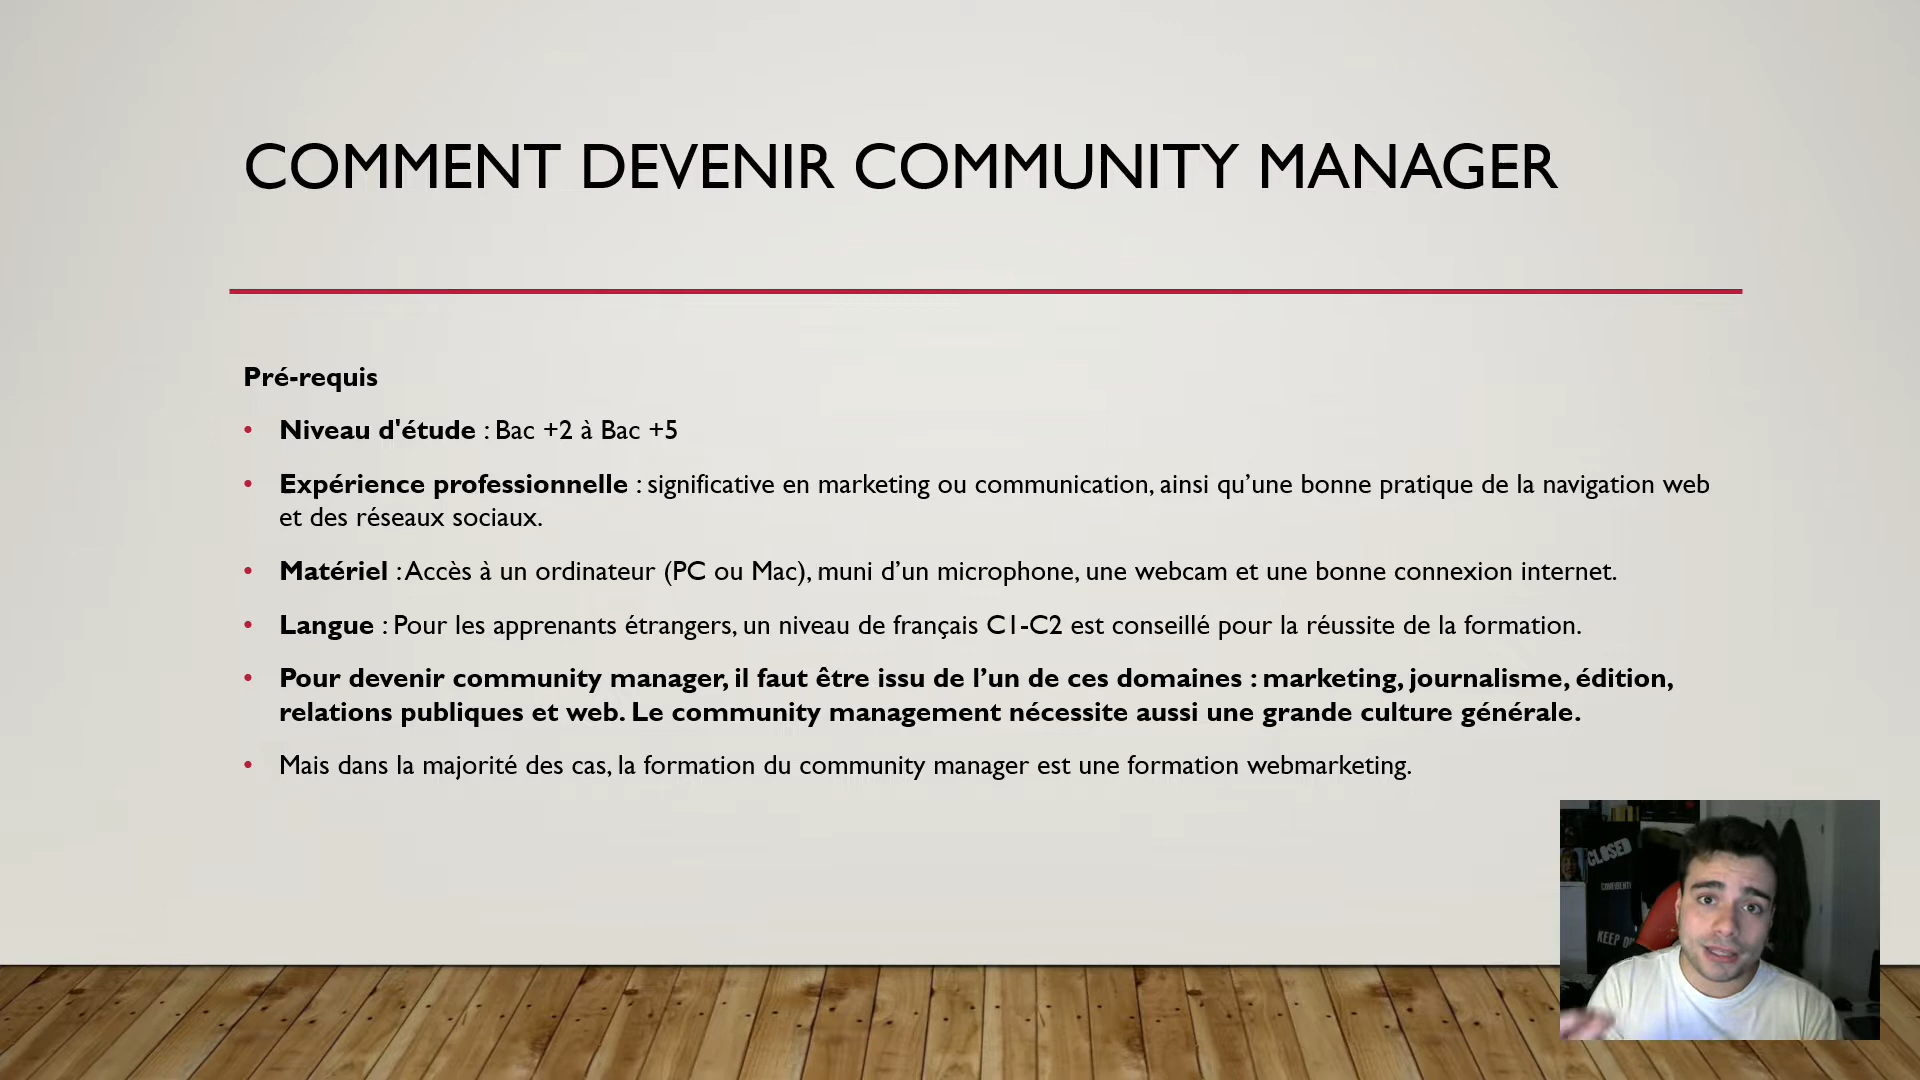 COMMENT DEVENIR COMMUNITY MANAGER
Pré-requis
• Niveau d'étude : Bac +2 à Bac +5
• Expérience professionnelle : significative en marketing ou communication, ainsi qu’une bonne pratique de la navigation web
et des réseaux sociaux.
• Matériel : Accès à un ordinateur (PC ou Mac), muni d’un microphone, une webcam et une bonne connexion internet.
• Langue : Pour les apprenants étrangers, un niveau de français C1-C2 est conseillé pour la réussite de la formation.
• Pour devenir community manager, il faut être issu de l’un de ces domaines : marketing, journalisme, édition,
relations publiques et web. Le community management nécessite aussi une grande culture générale.
• Mais dans la majorité des cas, la formation du community manager est une formation webmarketing.
CLOSED
KEEP